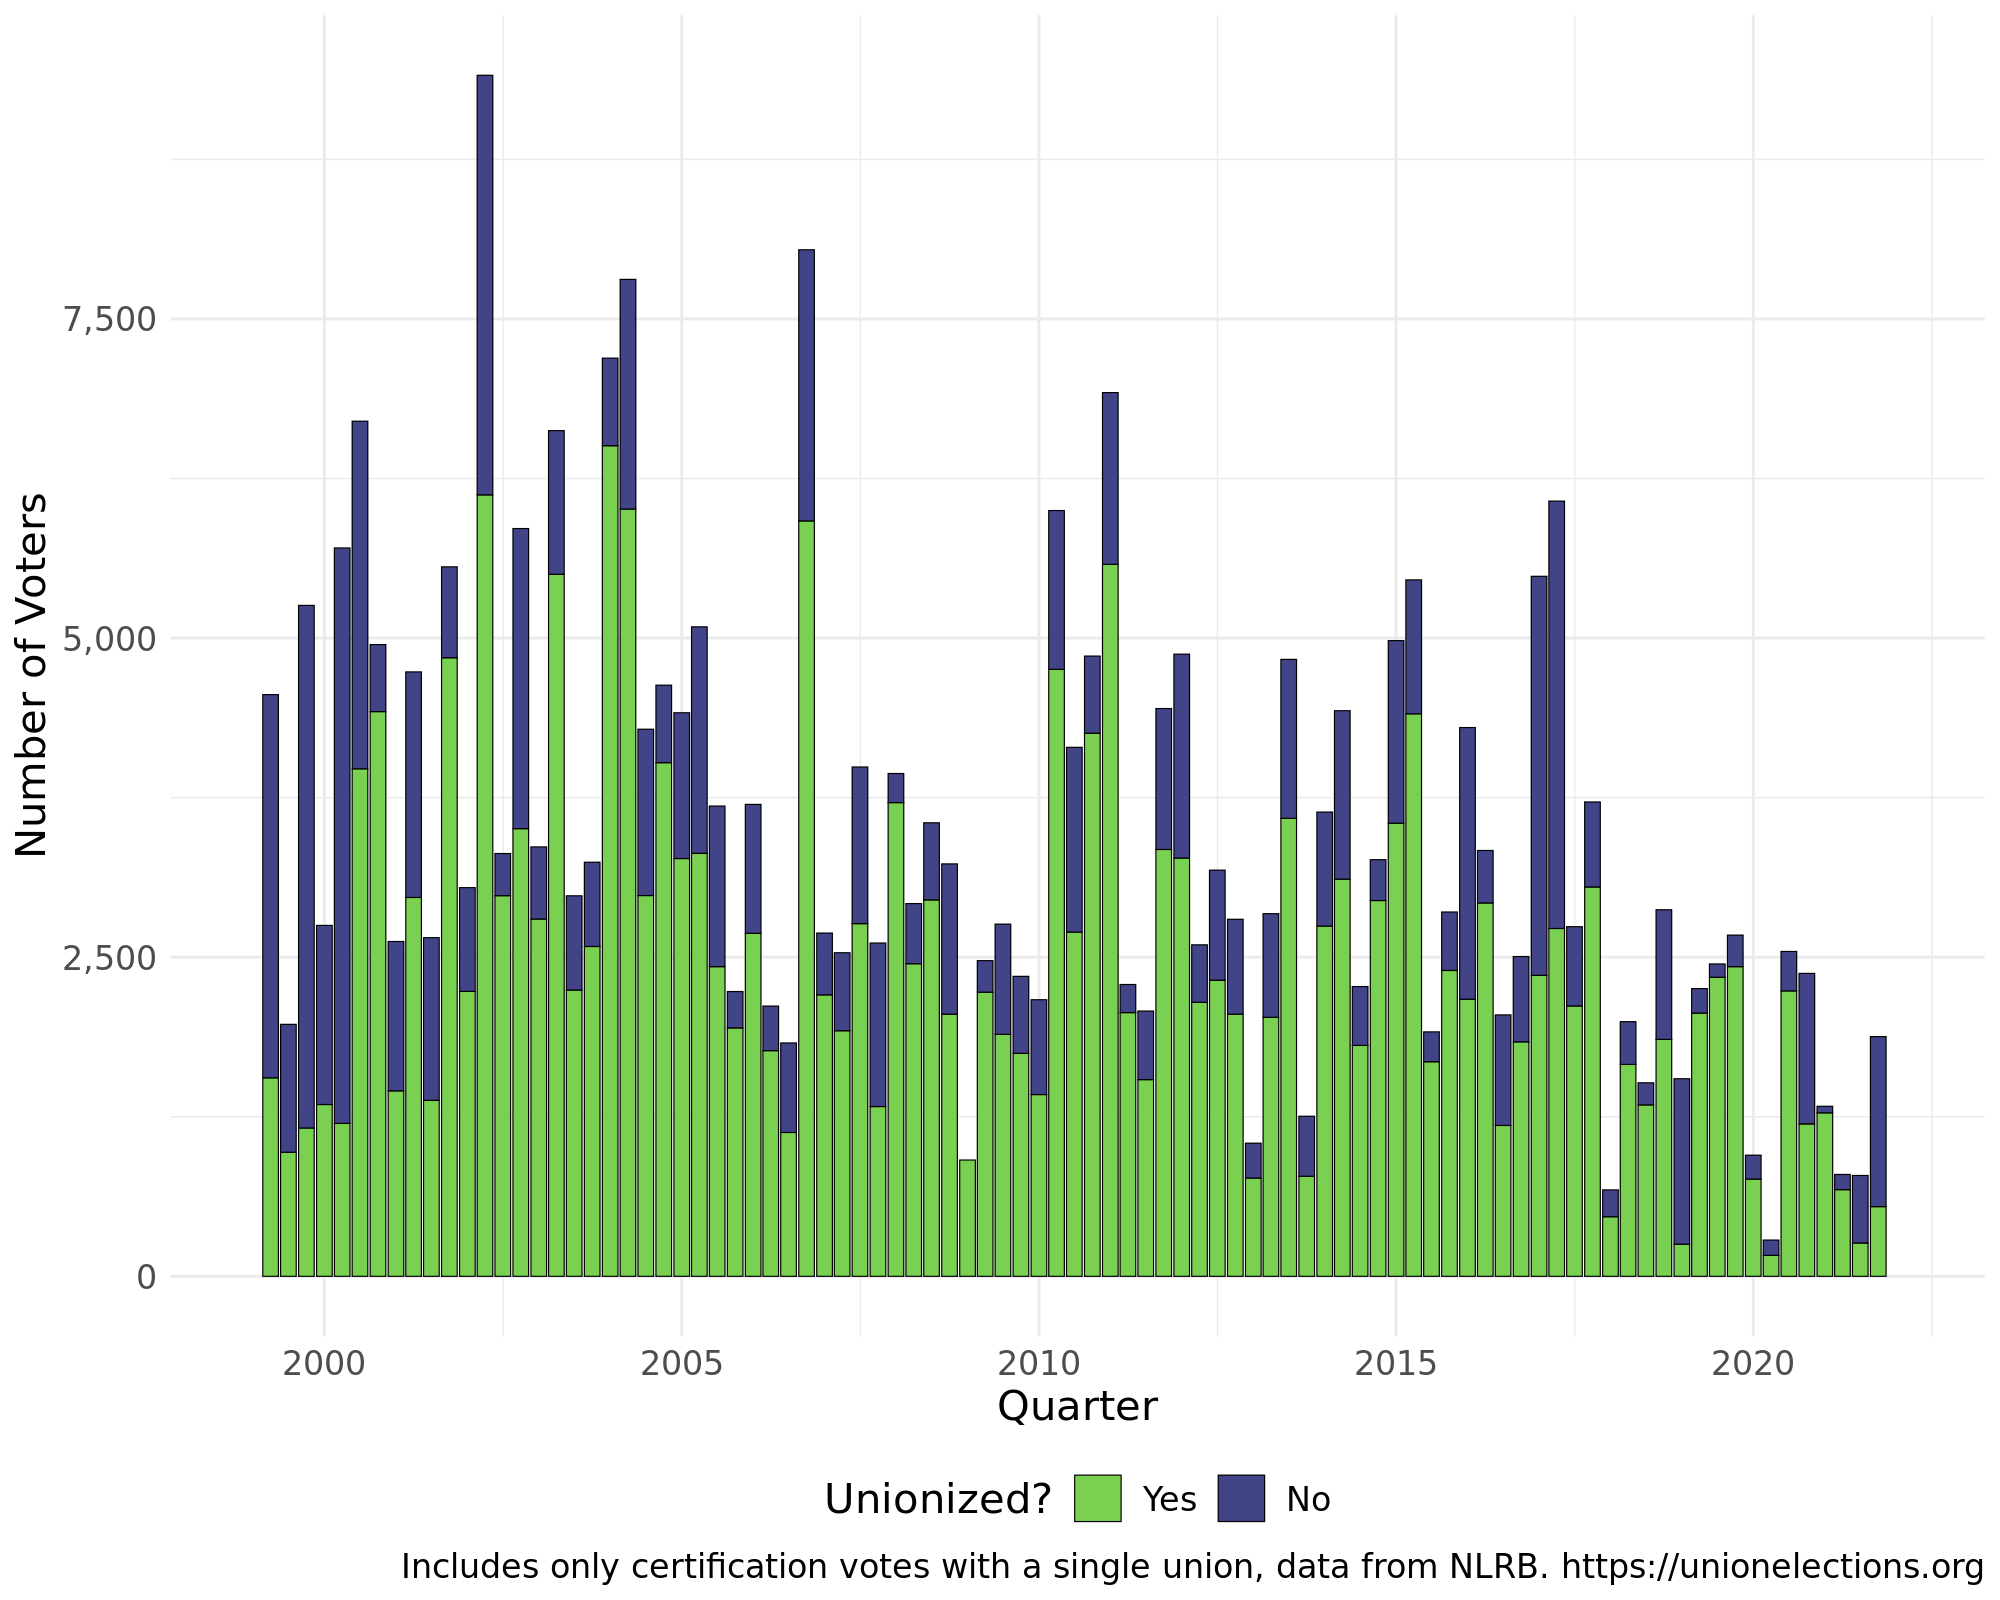 Number of Voters
7,500
5,000
2,500
0
2000 2005 2010 2015 2020
Quarter
Unionized? Yes No
Includes only certification votes with a single union, data from NLRB. https://unionelections.org